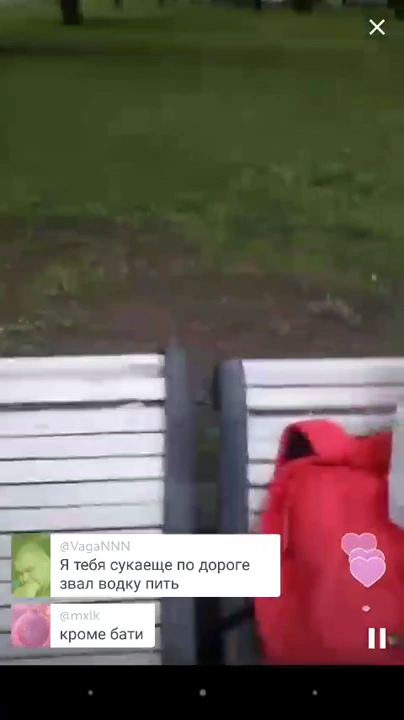 @VagaNNN
Я тебя сукаеще по дороге
звал водку пить
@mxlk
кроме бати